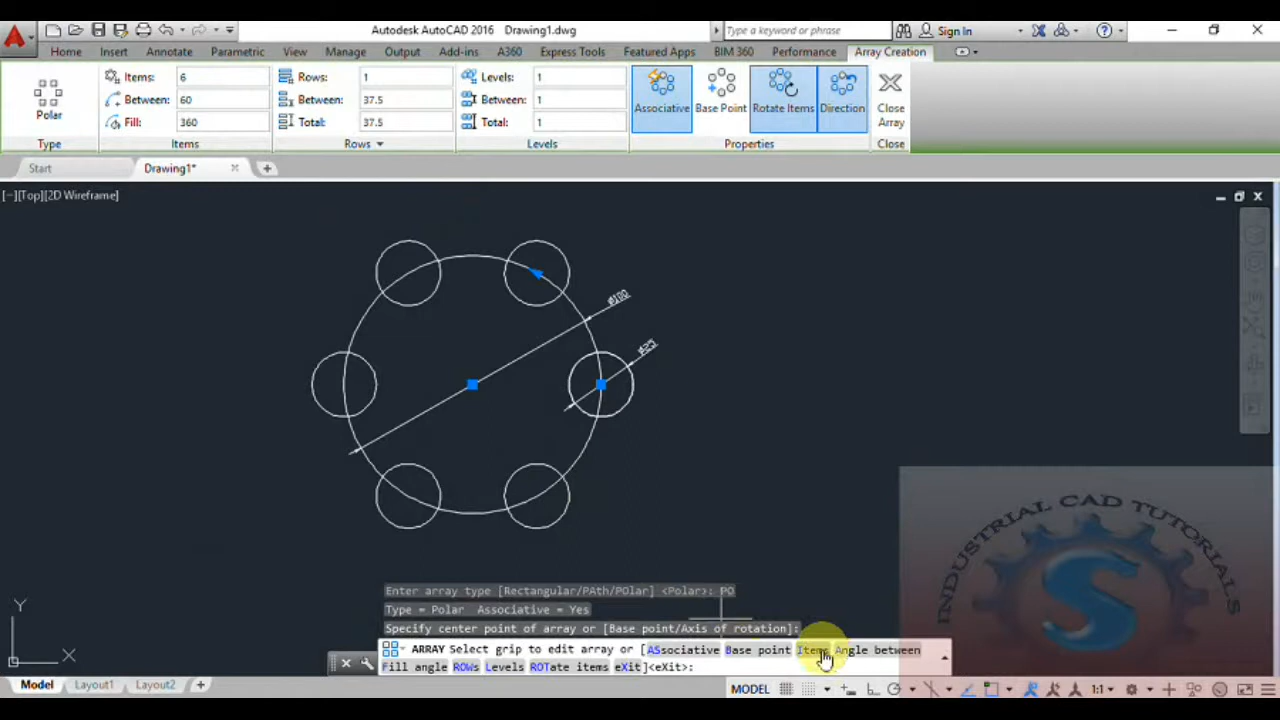 Autodesk AutoCAD 2016 Drawing1.dwg
Type a keyword or phrase
Sign In
Home Insert Annotate Parametric View Manage Output Add-ins A360 Express Tools Featured Apps BIM 360 Performance Array Creation
Items: 6 Rows: 1 Levels: 1
Between: 60 Between: 37.5 Between: 1
Fill: 360 Total: 37.5 Total: 1
Polar Associative Base Point Rotate Items Direction Close Array
Type Items Rows Levels Properties Close
Start Drawing1*
[−][Top][2D Wireframe]
Ø100
Ø25
INDUSTRIAL CAD TUTORIALS
Enter array type [Rectangular/PAth/POlar] <Polar>: PO
Type = Polar Associative = Yes
Specify center point of array or [Base point/Axis of rotation]:
ARRAY Select grip to edit array or [ASsociative Base point Items Angle between
Fill angle ROWs Levels ROTate items eXit]<eXit>:
Y
X
Model Layout1 Layout2
MODEL 1:1